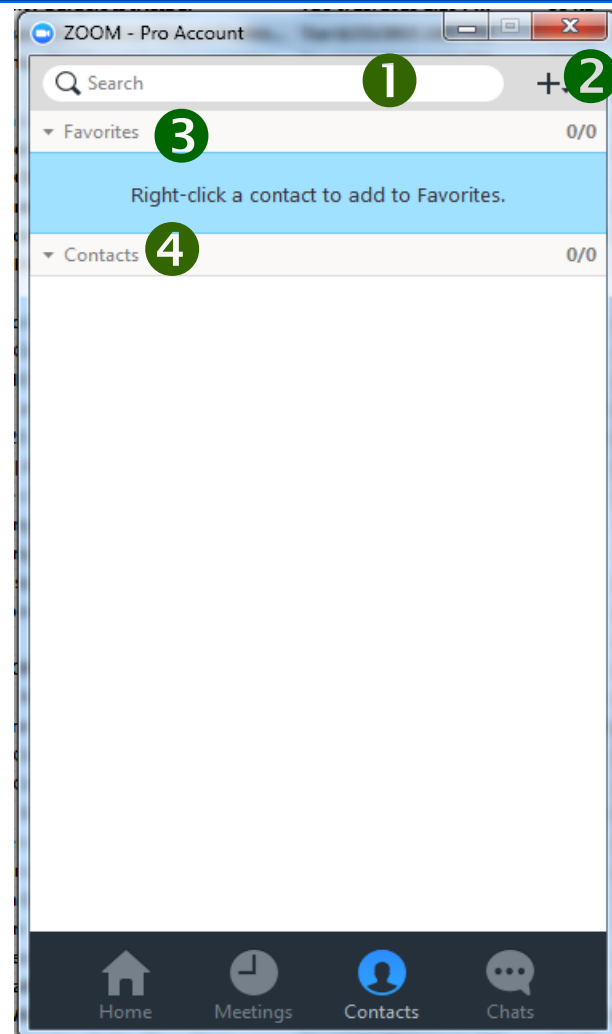 ZOOM - Pro Account
Search
1
+
2
Favorites
3
0/0
Right-click a contact to add to Favorites.
Contacts
4
0/0
Home
Meetings
Contacts
Chats